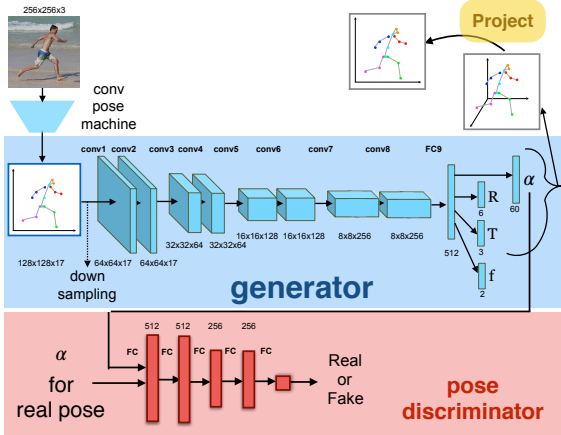 256x256x3
Project
conv
pose
machine
conv1 conv2 conv3 conv4 conv5 conv6 conv7 conv8 FC9
α
R
6
60
T
3
512
f
2
128x128x17
64x64x17
64x64x17
32x32x64
32x32x64
16x16x128
16x16x128
8x8x256
8x8x256
down
sampling
generator
512 512 256 256
FC FC FC FC FC
α
for
real pose
Real
or
Fake
pose
discriminator